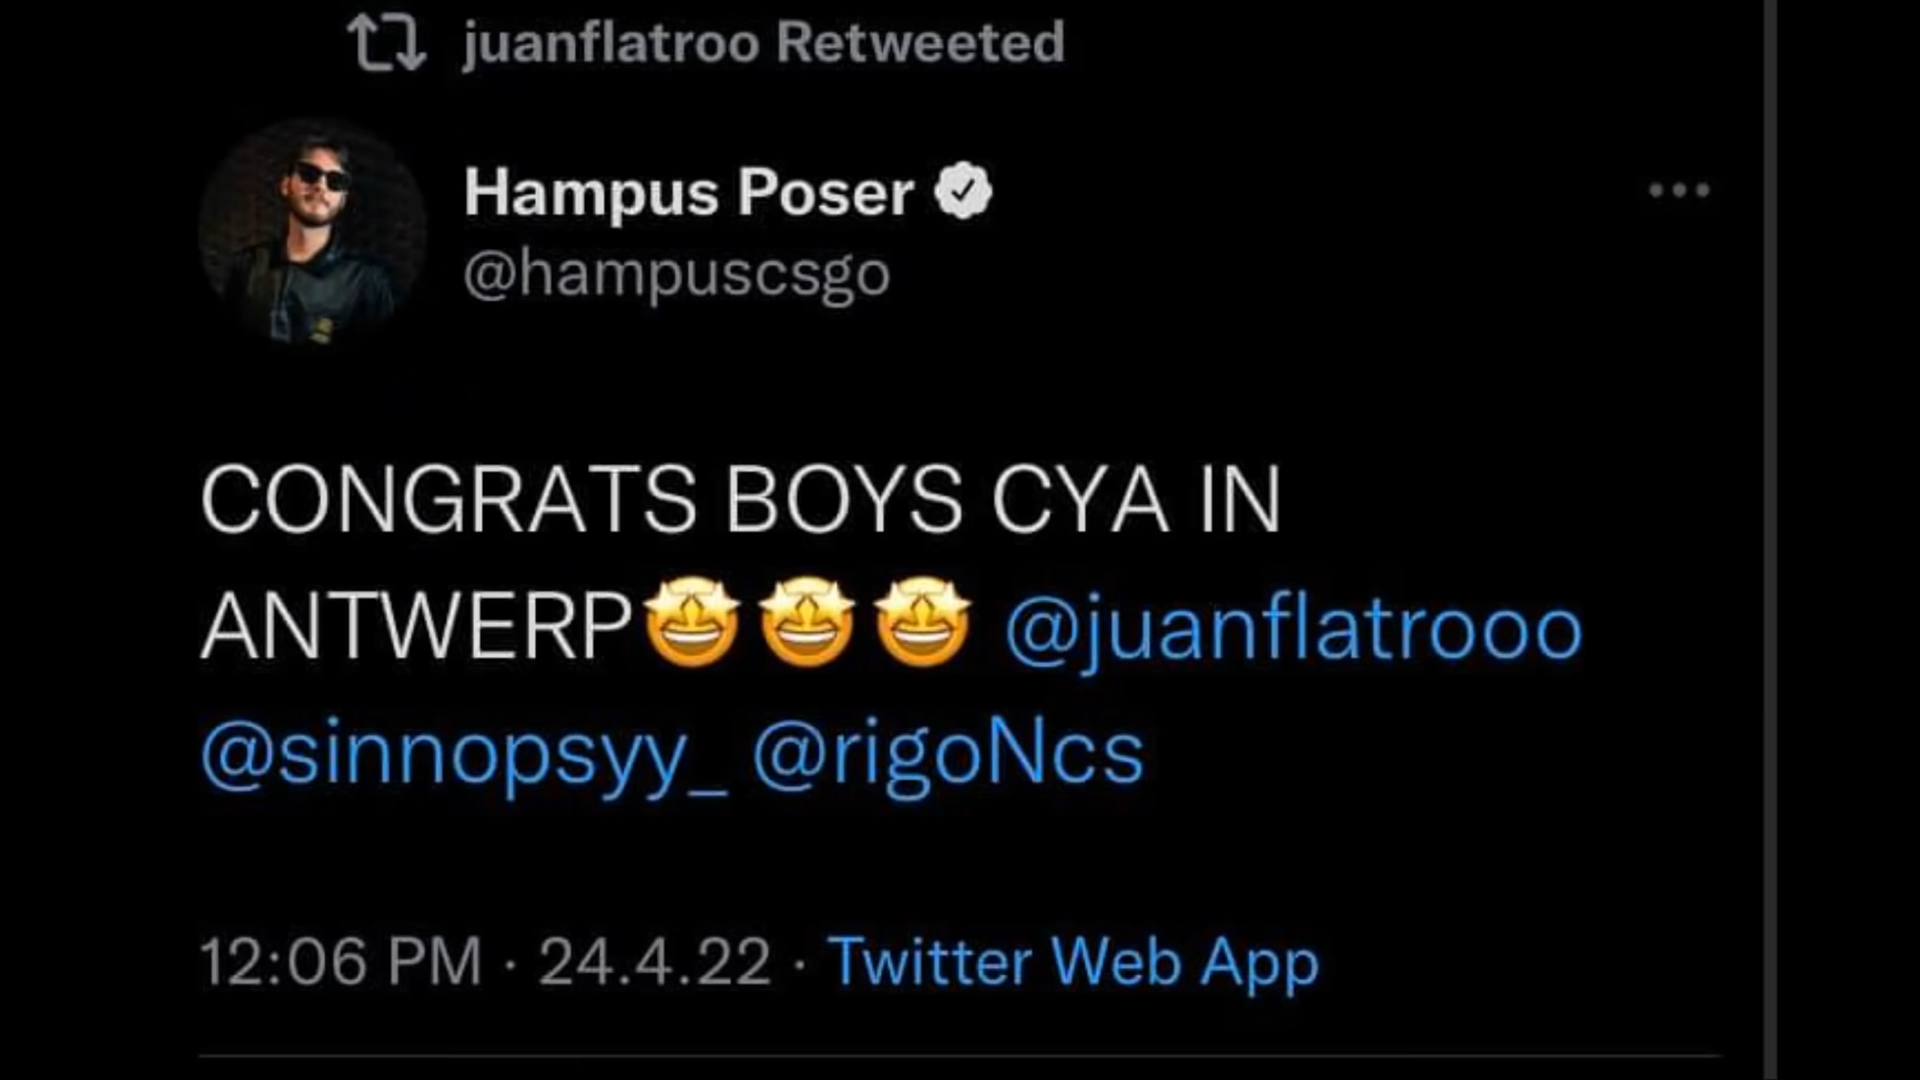 juanflatroo Retweeted
Hampus Poser
@hampuscsgo
CONGRATS BOYS CYA IN
ANTWERP🤩🤩🤩 @juanflatrooo
@sinnopsyy_ @rigoNcs
12:06 PM · 24.4.22 · Twitter Web App